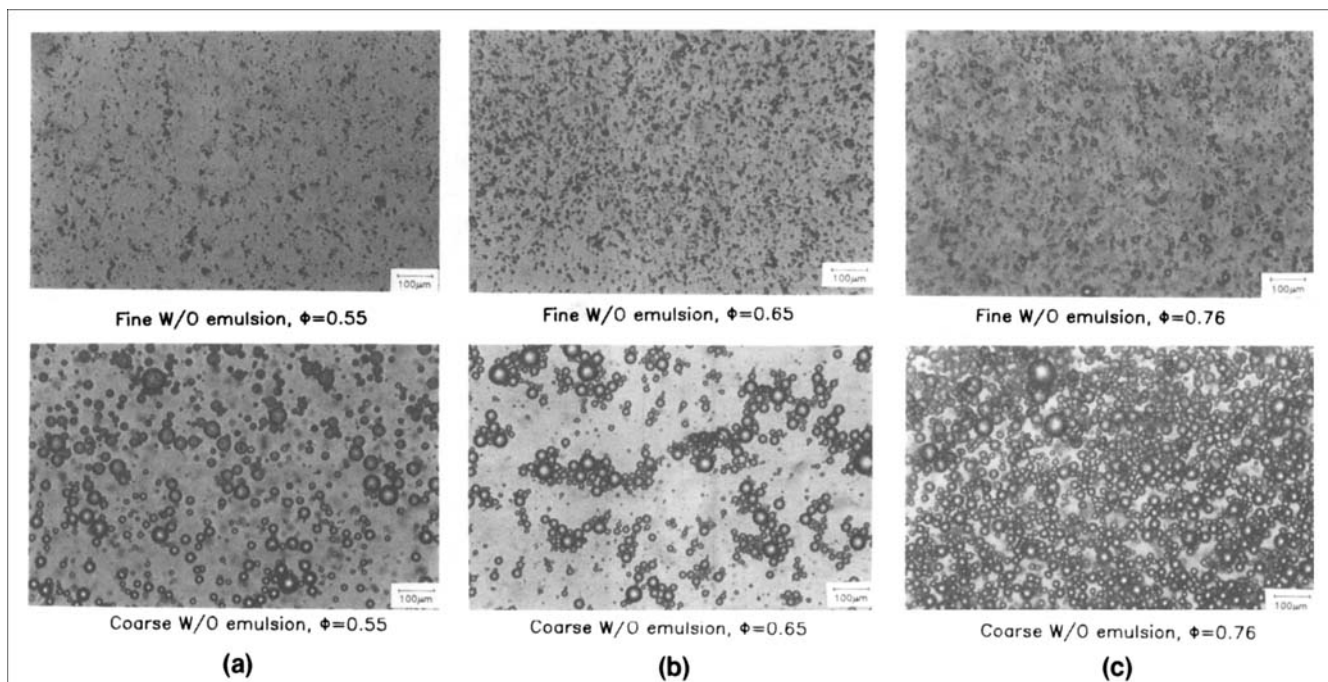 100μm
100μm
100μm
Fine W/O emulsion, Φ=0.55
Fine W/O emulsion, Φ=0.65
Fine W/O emulsion, Φ=0.76
100μm
100μm
100μm
Coarse W/O emulsion, Φ=0.55
Coarse W/O emulsion, Φ=0.65
Coarse W/O emulsion, Φ=0.76
(a)
(b)
(c)